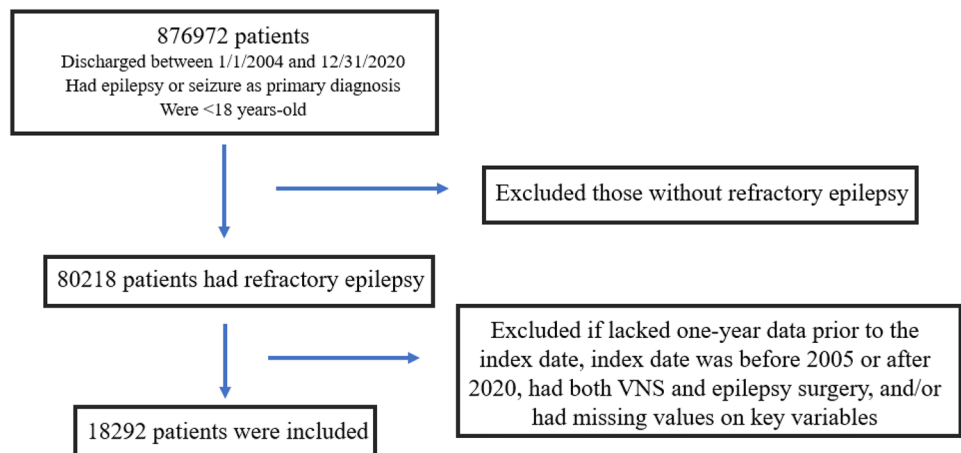 876972 patients
Discharged between 1/1/2004 and 12/31/2020
Had epilepsy or seizure as primary diagnosis
Were <18 years-old
Excluded those without refractory epilepsy
80218 patients had refractory epilepsy
Excluded if lacked one-year data prior to the
index date, index date was before 2005 or after
2020, had both VNS and epilepsy surgery, and/or
had missing values on key variables
18292 patients were included